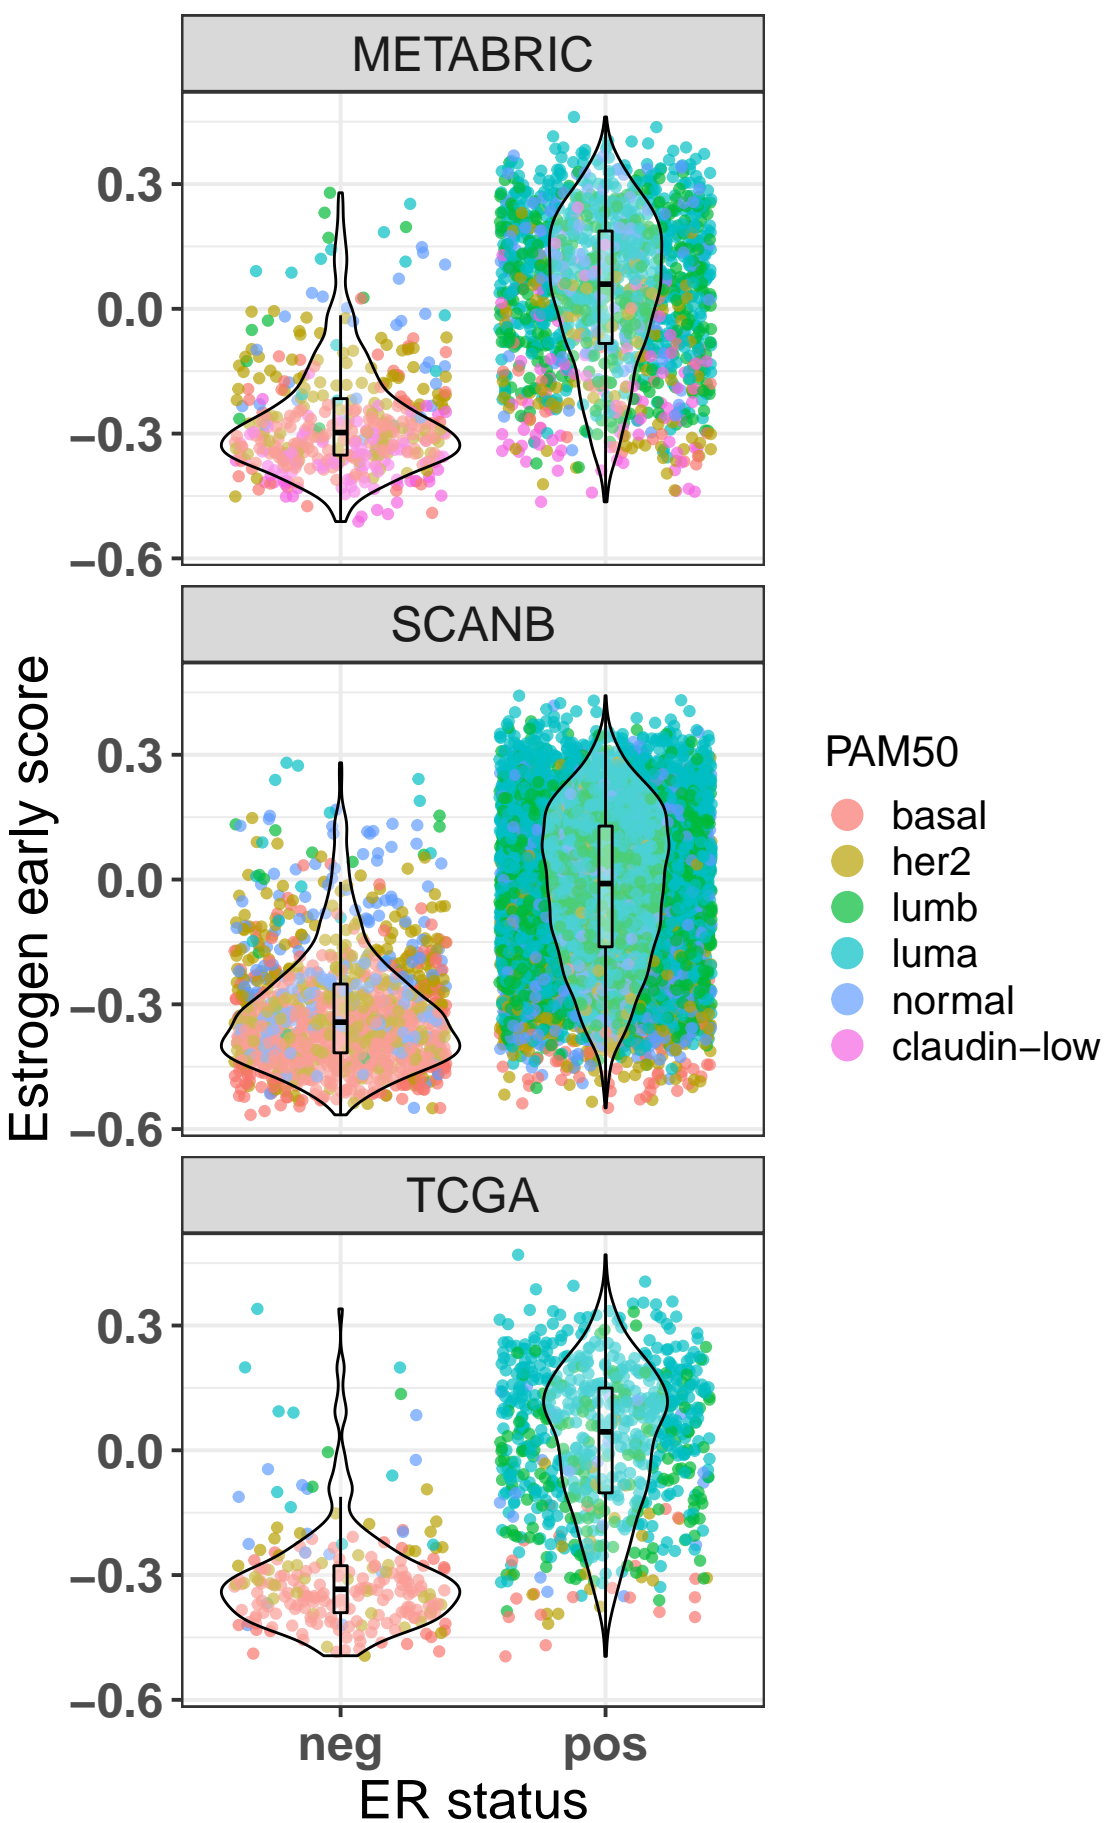 METABRIC
0.3
0.0
−0.3
−0.6
SCANB
0.3
0.0
−0.3
−0.6
TCGA
0.3
0.0
−0.3
−0.6
neg pos
ER status
Estrogen early score
PAM50
basal
her2
lumb
luma
normal
claudin−low